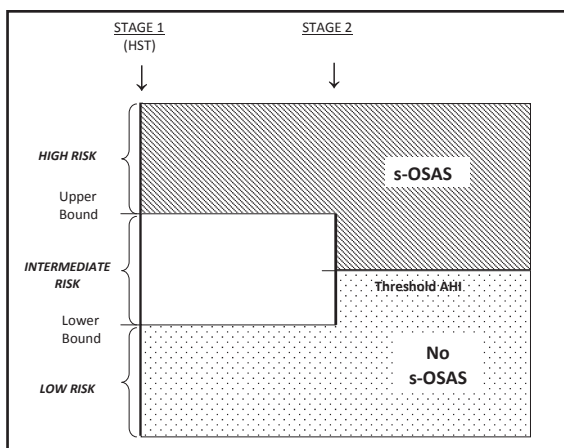 STAGE 1
(HST)
STAGE 2
HIGH RISK
s-OSAS
Upper
Bound
INTERMEDIATE
RISK
Threshold AHI
Lower
Bound
No
s-OSAS
LOW RISK